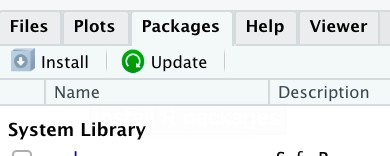 Files Plots Packages Help Viewer
Install Update
Name Description
System Library